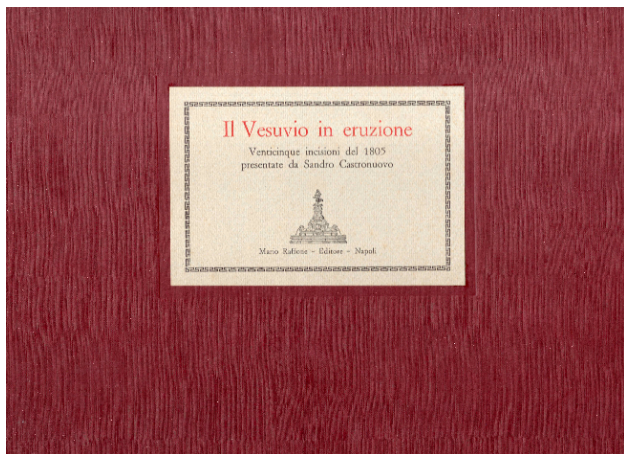 Il Vesuvio in eruzione
Venticinque incisioni del 1805
presentate da Sandro Castronuovo
Mario Raffone - Editore - Napoli